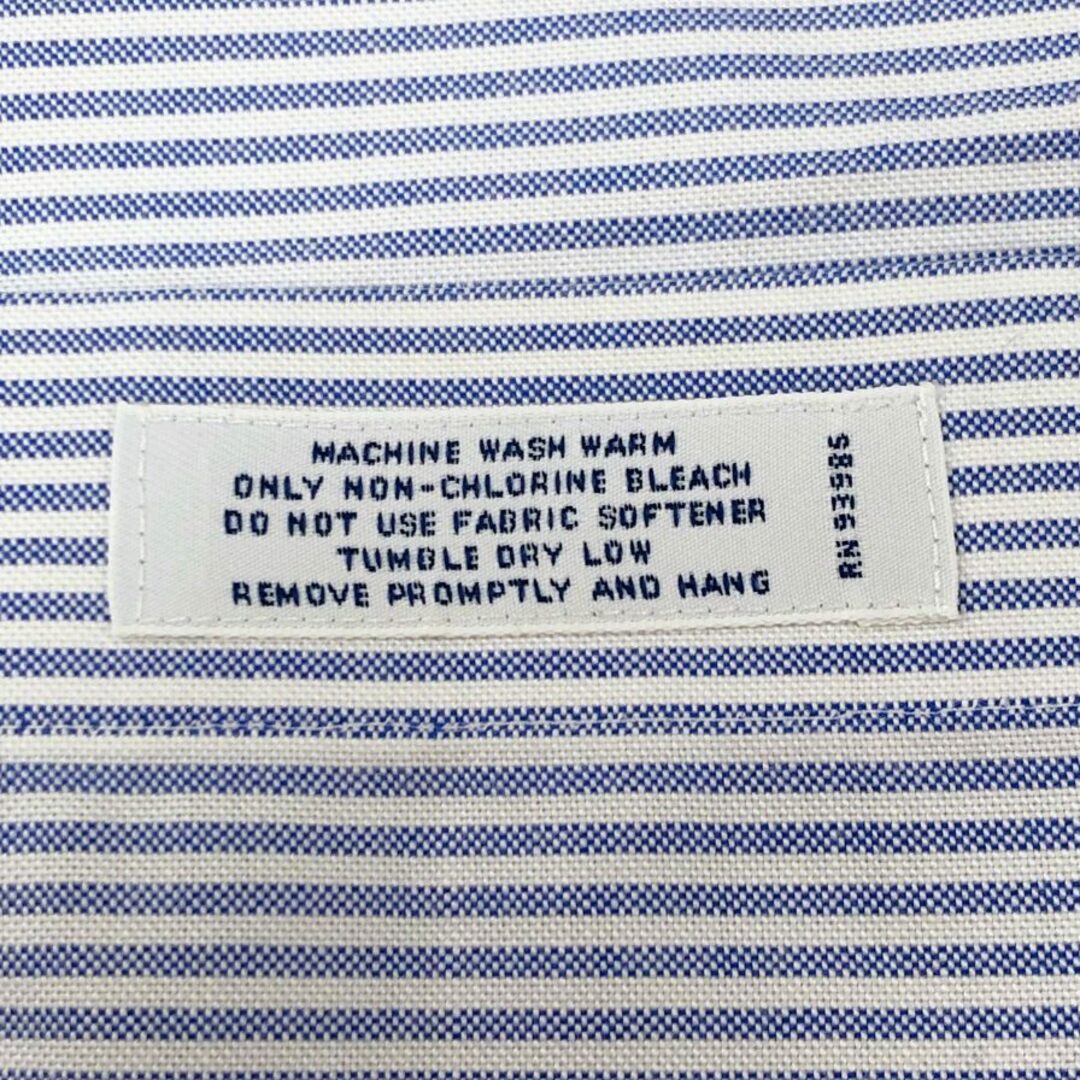 MACHINE WASH WARM
ONLY NON-CHLORINE BLEACH
DO NOT USE FABRIC SOFTENER
TUMBLE DRY LOW
REMOVE PROMPTLY AND HANG
RN 93985